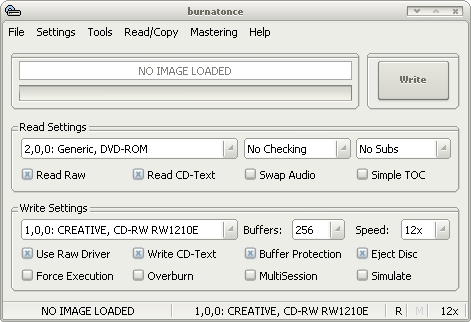 burnatonce
File Settings Tools Read/Copy Mastering Help
NO IMAGE LOADED
Write
Read Settings
2,0,0: Generic, DVD-ROM No Checking No Subs
Read Raw Read CD-Text Swap Audio Simple TOC
Write Settings
1,0,0: CREATIVE, CD-RW RW1210E Buffers: 256 Speed: 12x
Use Raw Driver Write CD-Text Buffer Protection Eject Disc
Force Execution Overburn MultiSession Simulate
NO IMAGE LOADED 1,0,0: CREATIVE, CD-RW RW1210E R M 12x